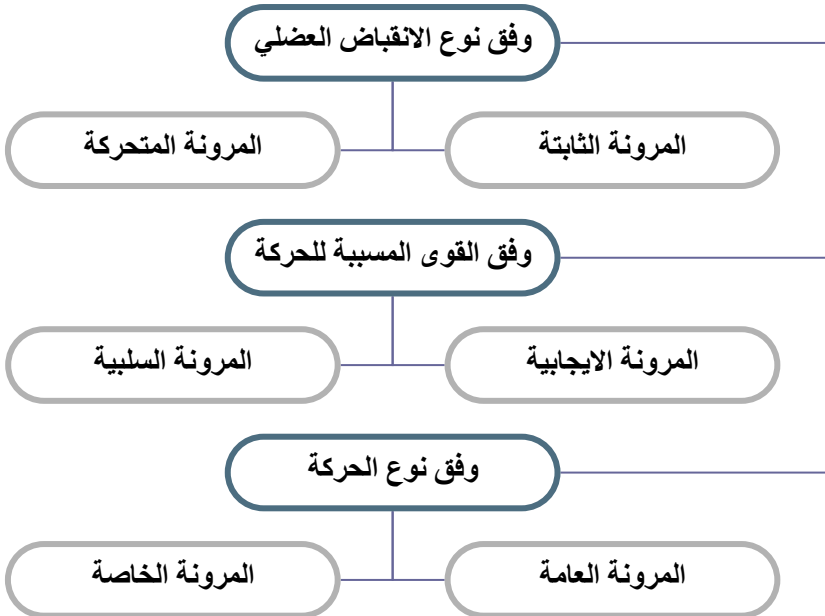 وفق نوع الانقباض العضلي
المرونة الثابتة
المرونة المتحركة
وفق القوى المسببة للحركة
المرونة الايجابية
المرونة السلبية
وفق نوع الحركة
المرونة العامة
المرونة الخاصة